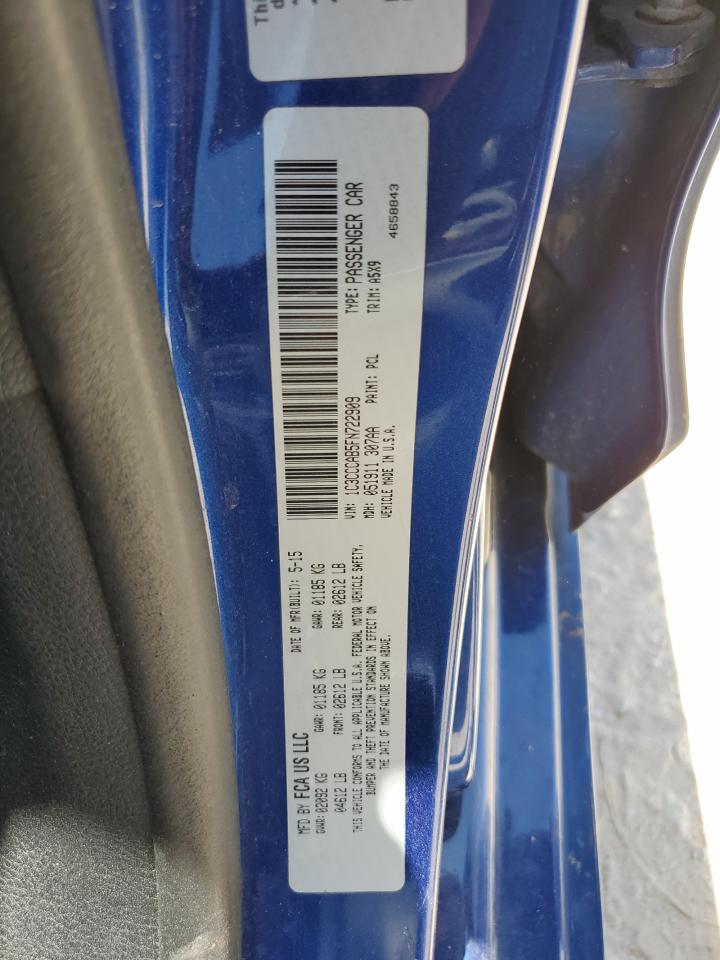 Thi
d
MFD BY FCA US LLC
DATE OF MFR(BUILT): 5-15
GVWR: 02092 KG
GAWR: 01185 KG
GAWR: 01185 KG
04612 LB
FRONT: 02612 LB
REAR: 02612 LB
THIS VEHICLE CONFORMS TO ALL APPLICABLE U.S.A. FEDERAL MOTOR VEHICLE SAFETY,
BUMPER AND THEFT PREVENTION STANDARDS IN EFFECT ON
THE DATE OF MANUFACTURE SHOWN ABOVE.
VIN: 1C3CCCAB5FN722909
TYPE: PASSENGER CAR
MDH: 051911 307AA
PAINT: PCL
TRIM: A5X9
VEHICLE MADE IN U.S.A.
4658843